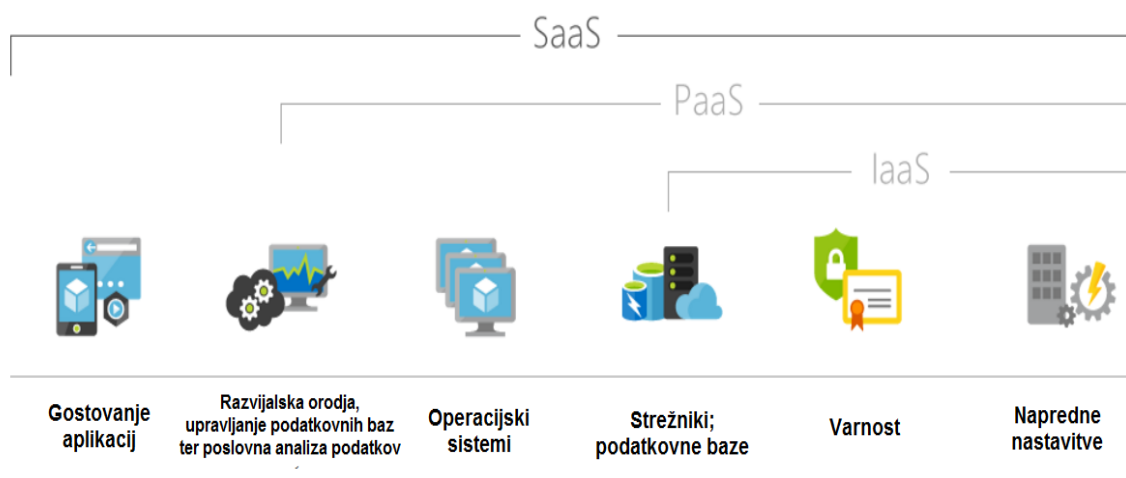 SaaS
PaaS
IaaS
Gostovanje
aplikacij
Razvijalska orodja,
upravljanje podatkovnih baz
ter poslovna analiza podatkov
Operacijski
sistemi
Strežniki;
podatkovne baze
Varnost
Napredne
nastavitve